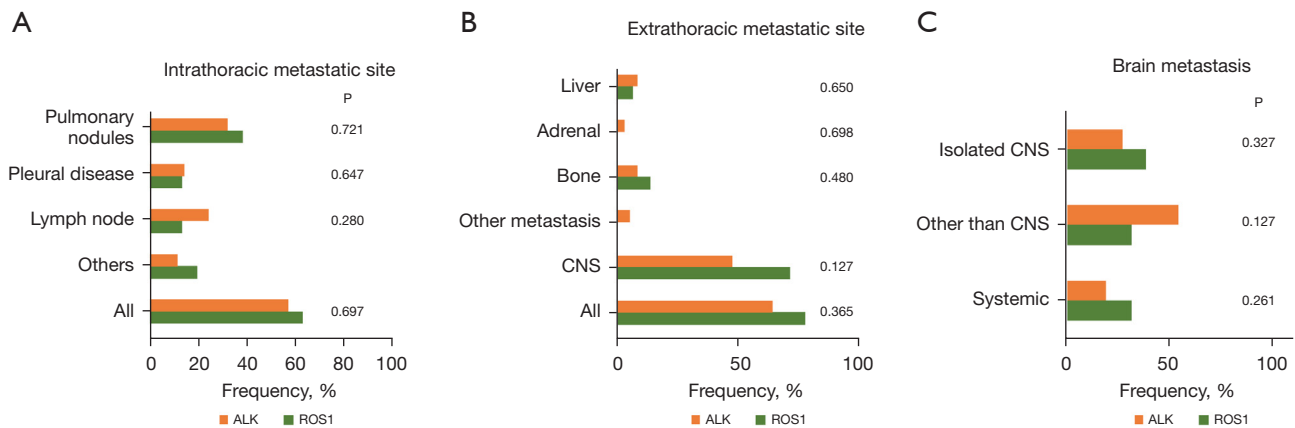 A
Intrathoracic metastatic site
P
Pulmonary
nodules
0.721
Pleural disease
0.647
Lymph node
0.280
Others
All
0.697
0 20 40 60 80 100
Frequency, %
ALK ROS1
B
Extrathoracic metastatic site
Liver
0.650
Adrenal
0.698
Bone
0.480
Other metastasis
CNS
0.127
All
0.365
0 50 100
Frequency, %
ALK ROS1
C
Brain metastasis
P
Isolated CNS
0.327
Other than CNS
0.127
Systemic
0.261
0 50 100
Frequency, %
ALK ROS1